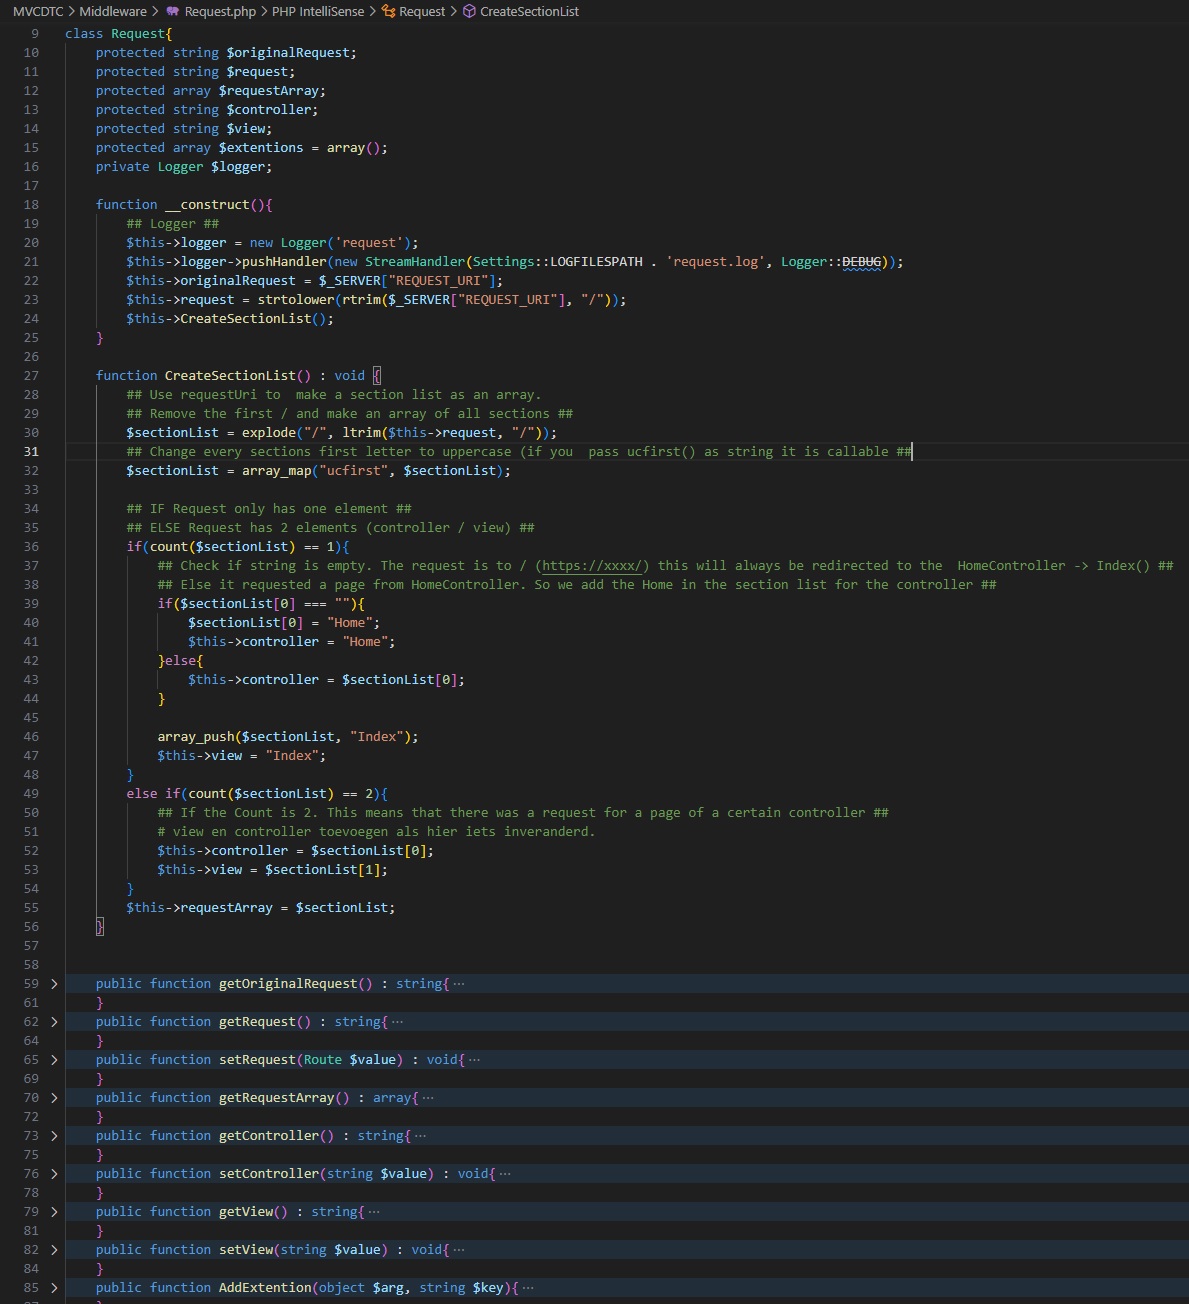 MVCDTC > Middleware > Request.php > PHP IntelliSense > Request > CreateSectionList
9 class Request{
10 protected string $originalRequest;
11 protected string $request;
12 protected array $requestArray;
13 protected string $controller;
14 protected string $view;
15 protected array $extentions = array();
16 private Logger $logger;
17
18 function __construct(){
19 ## Logger ##
20 $this->logger = new Logger('request');
21 $this->logger->pushHandler(new StreamHandler(Settings::LOGFILESPATH . 'request.log', Logger::DEBUG));
22 $this->originalRequest = $_SERVER["REQUEST_URI"];
23 $this->request = strtolower(rtrim($_SERVER["REQUEST_URI"], "/"));
24 $this->CreateSectionList();
25 }
26
27 function CreateSectionList() : void {
28 ## Use requestUri to  make a section list as an array.
29 ## Remove the first / and make an array of all sections ##
30 $sectionList = explode("/", ltrim($this->request, "/"));
31 ## Change every sections first letter to uppercase (if you  pass ucfirst() as string it is callable ##
32 $sectionList = array_map("ucfirst", $sectionList);
33
34 ## IF Request only has one element ##
35 ## ELSE Request has 2 elements (controller / view) ##
36 if(count($sectionList) == 1){
37 ## Check if string is empty. The request is to / (https://xxxx/) this will always be redirected to the  HomeController -> Index() ##
38 ## Else it requested a page from HomeController. So we add the Home in the section list for the controller ##
39 if($sectionList[0] === ""){
40 $sectionList[0] = "Home";
41 $this->controller = "Home";
42 }else{
43 $this->controller = $sectionList[0];
44 }
45
46 array_push($sectionList, "Index");
47 $this->view = "Index";
48 }
49 else if(count($sectionList) == 2){
50 ## If the Count is 2. This means that there was a request for a page of a certain controller ##
51 # view en controller toevoegen als hier iets inveranderd.
52 $this->controller = $sectionList[0];
53 $this->view = $sectionList[1];
54 }
55 $this->requestArray = $sectionList;
56 }
57
58
59 > public function getOriginalRequest() : string{ ···
61 }
62 > public function getRequest() : string{ ···
64 }
65 > public function setRequest(Route $value) : void{ ···
69 }
70 > public function getRequestArray() : array{ ···
72 }
73 > public function getController() : string{ ···
75 }
76 > public function setController(string $value) : void{ ···
78 }
79 > public function getView() : string{ ···
81 }
82 > public function setView(string $value) : void{ ···
84 }
85 > public function AddExtention(object $arg, string $key){ ···
87 }